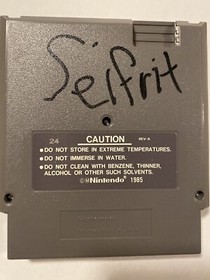 Seifrit
24 CAUTION REV-A
•DO NOT STORE IN EXTREME TEMPERATURES.
•DO NOT IMMERSE IN WATER.
•DO NOT CLEAN WITH BENZENE, THINNER,
ALCOHOL OR OTHER SUCH SOLVENTS.
©Nintendo® 1985